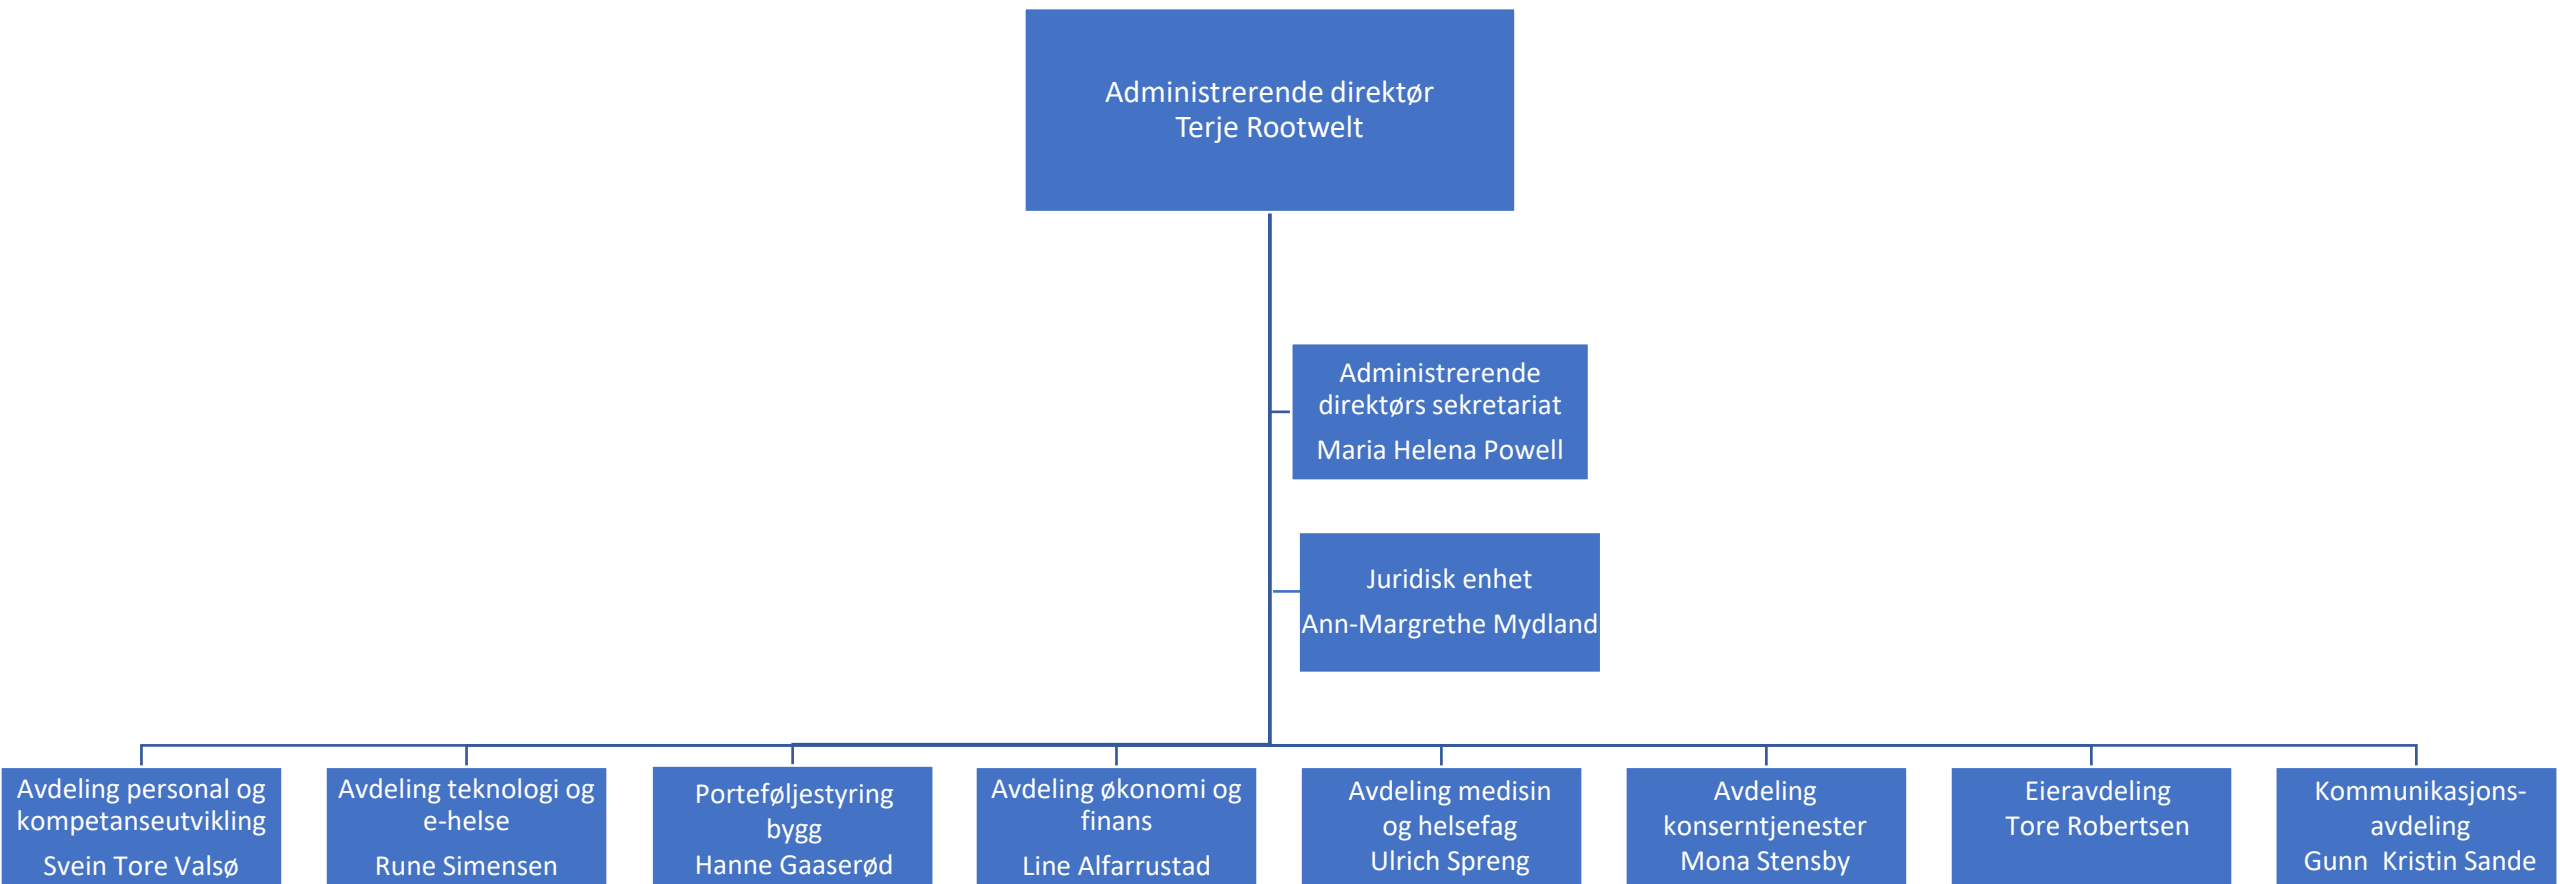 Administrerende direktør
Terje Rootwelt
Administrerende
direktørs sekretariat
Maria Helena Powell
Juridisk enhet
Ann-Margrethe Mydland
Avdeling personal og
kompetanseutvikling
Svein Tore Valsø
Avdeling teknologi og
e-helse
Rune Simensen
Porteføljestyring
bygg
Hanne Gaaserød
Avdeling økonomi og
finans
Line Alfarrustad
Avdeling medisin
og helsefag
Ulrich Spreng
Avdeling
konserntjenester
Mona Stensby
Eieravdeling
Tore Robertsen
Kommunikasjons-
avdeling
Gunn  Kristin Sande